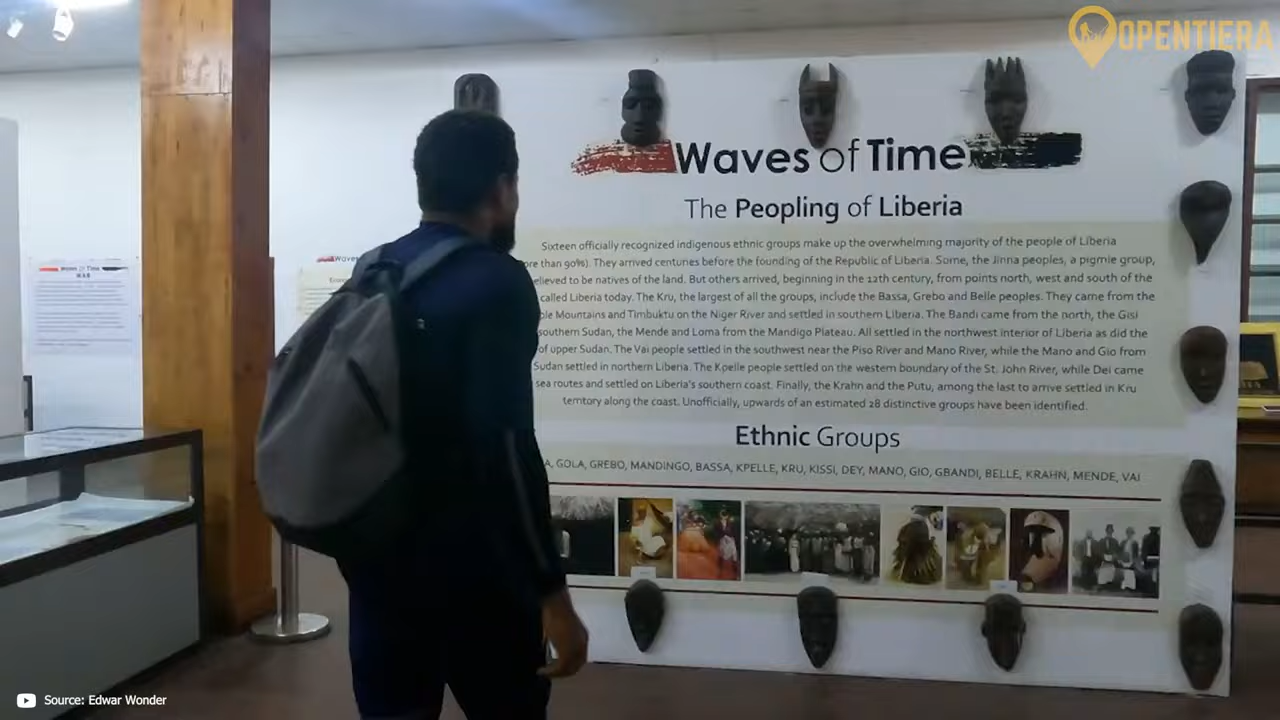 OPENTIERA
Waves of Time
The Peopling of Liberia
Sixteen officially recognized indigenous ethnic groups make up the overwhelming majority of the people of Liberia
than 90%). They arrived centuries before the founding of the Republic of Liberia. Some, the Jinna peoples, a pigmie group,
to be natives of the land. But others arrived, beginning in the 12th century, from points north, west and south of the
called Liberia today. The Kru, the largest of all the groups, include the Bassa, Grebo and Belle peoples. They came from the
Mountains and Timbuktu on the Niger River and settled in southern Liberia. The Bandi came from the north, the Gisi
southern Sudan, the Mende and Loma from the Mandigo Plateau. All settled in the northwest interior of Liberia as did the
of upper Sudan. The Vai people settled in the southwest near the Piso River and Mano River, while the Mano and Gio from
Sudan settled in northern Liberia. The Kpelle people settled on the western boundary of the St. John River, while Dei came
sea routes and settled on Liberia's southern coast. Finally, the Krahn and the Putu, among the last to arrive settled in Kru
territory along the coast. Unofficially, upwards of an estimated 28 distinctive groups have been identified.
Ethnic Groups
GOLA, GREBO, MANDINGO, BASSA, KPELLE, KRU, KISSI, DEY, MANO, GIO, GBANDI, BELLE, KRAHN, MENDE, VAI
Waves of Time
WAR
Waves of
Source: Edwar Wonder